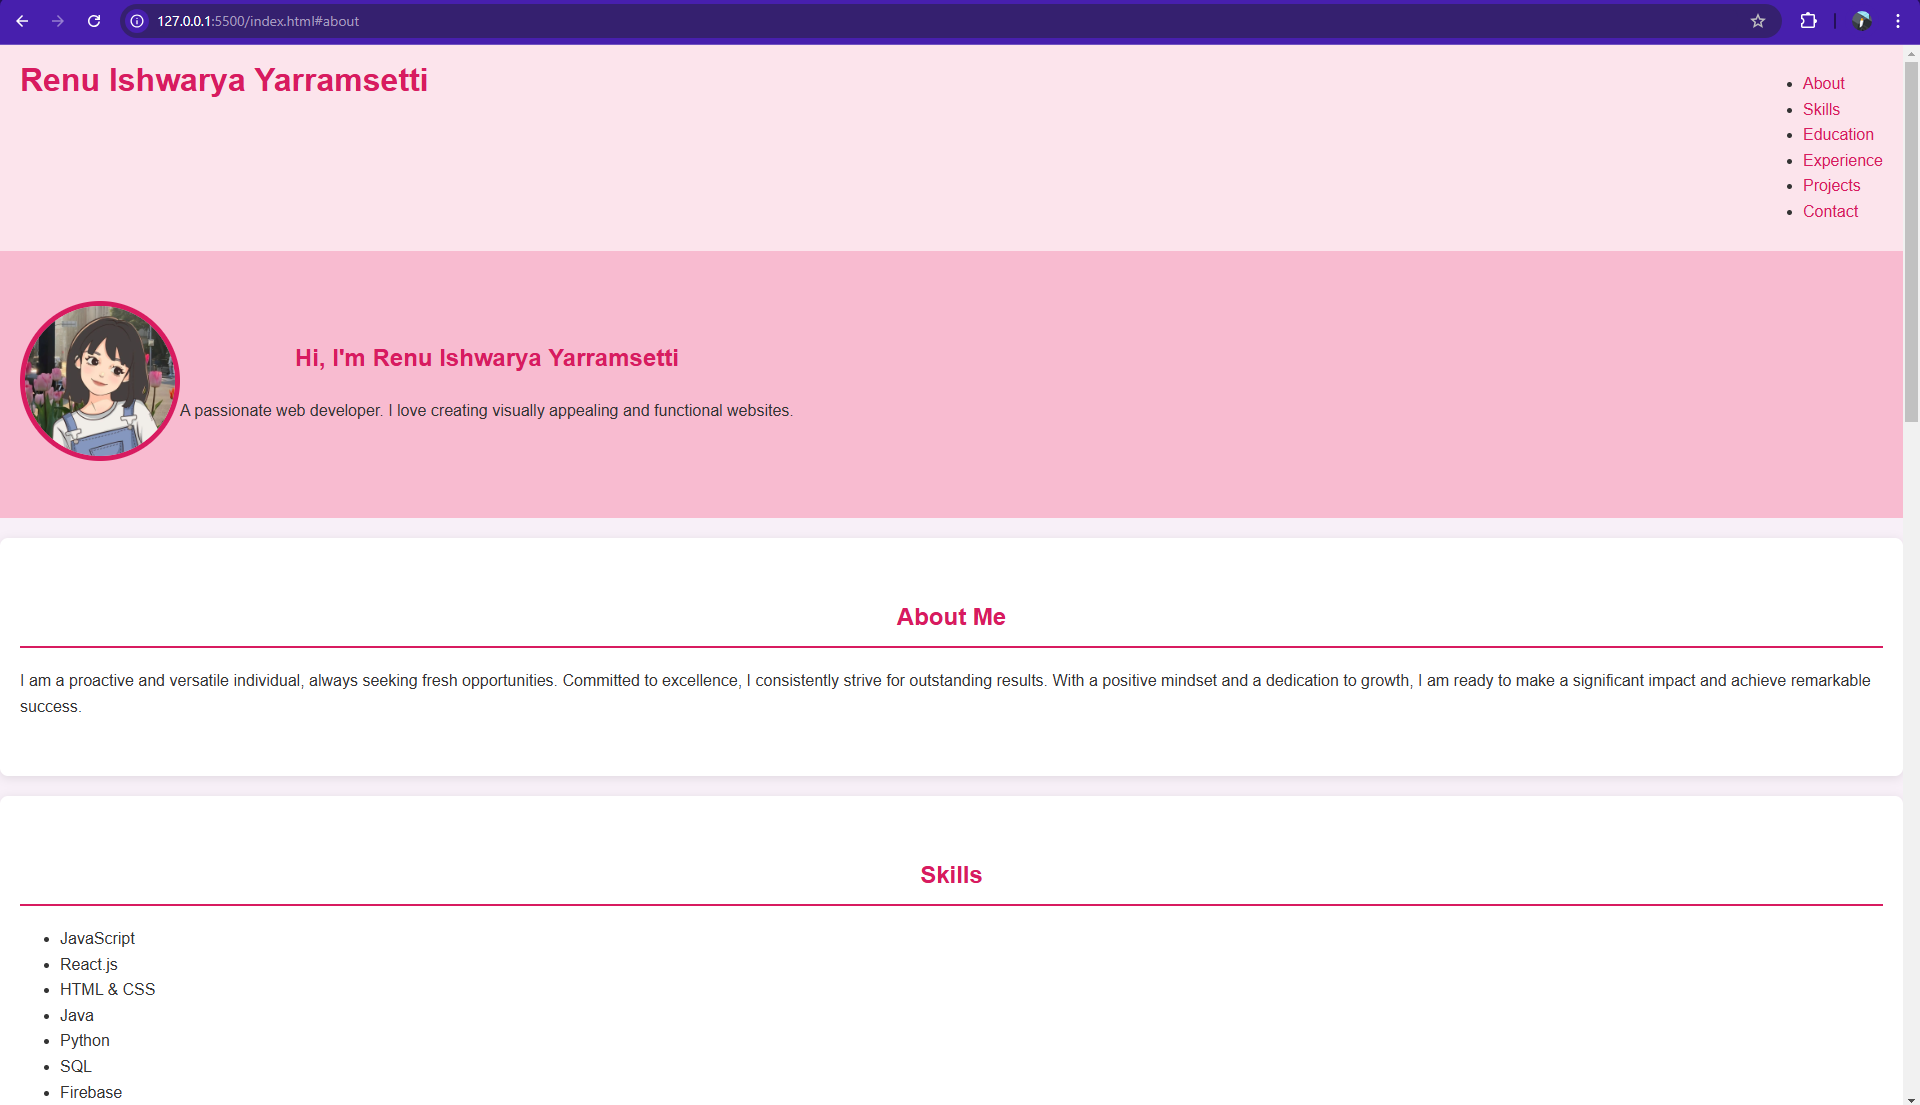 127.0.0.1:5500/index.html#about
Renu Ishwarya Yarramsetti
About
Skills
Education
Experience
Projects
Contact
Hi, I'm Renu Ishwarya Yarramsetti
A passionate web developer. I love creating visually appealing and functional websites.
About Me
I am a proactive and versatile individual, always seeking fresh opportunities. Committed to excellence, I consistently strive for outstanding results. With a positive mindset and a dedication to growth, I am ready to make a significant impact and achieve remarkable
success.
Skills
JavaScript
React.js
HTML & CSS
Java
Python
SQL
Firebase